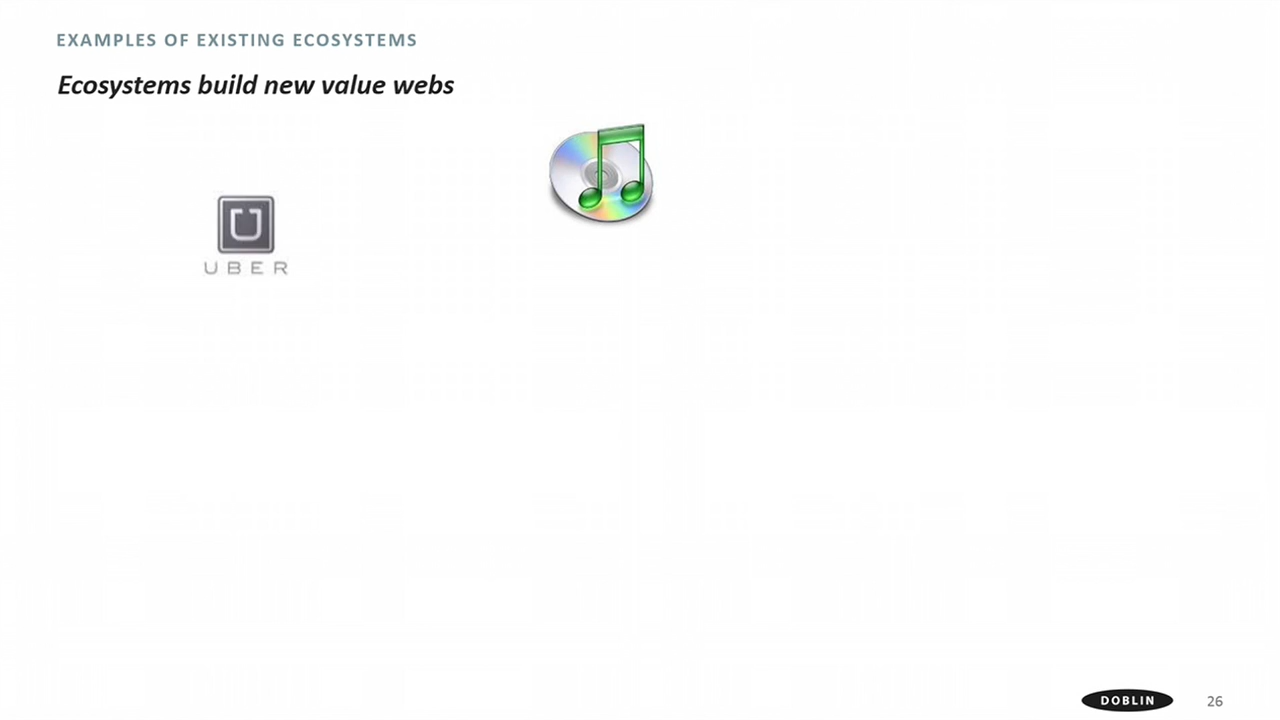 EXAMPLES OF EXISTING ECOSYSTEMS
Ecosystems build new value webs
U
UBER
DOBLIN
26